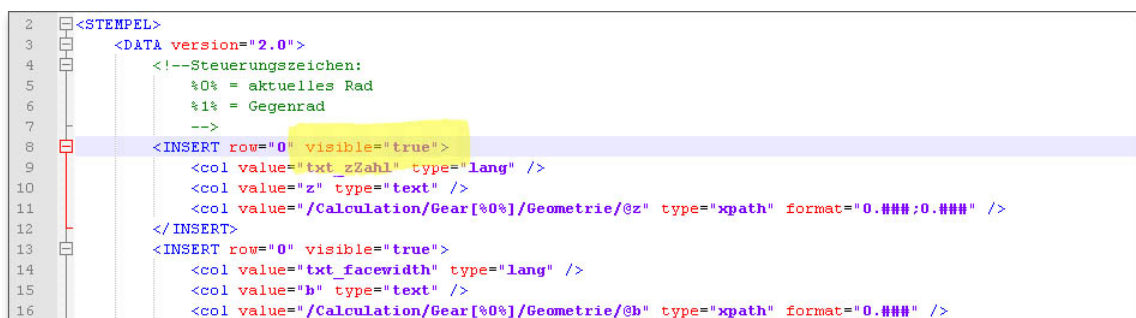 2 <STEMPEL>
3 <DATA version="2.0">
4 <!--Steuerungszeichen:
5 %0% = aktuelles Rad
6 %1% = Gegenrad
7 -->
8 <INSERT row="0" visible="true">
9 <col value="txt_zZahl" type="lang" />
10 <col value="z" type="text" />
11 <col value="/Calculation/Gear[%0%]/Geometrie/@z" type="xpath" format="0.###;0.###" />
12 </INSERT>
13 <INSERT row="0" visible="true">
14 <col value="txt_facewidth" type="lang" />
15 <col value="b" type="text" />
16 <col value="/Calculation/Gear[%0%]/Geometrie/@b" type="xpath" format="0.###" />